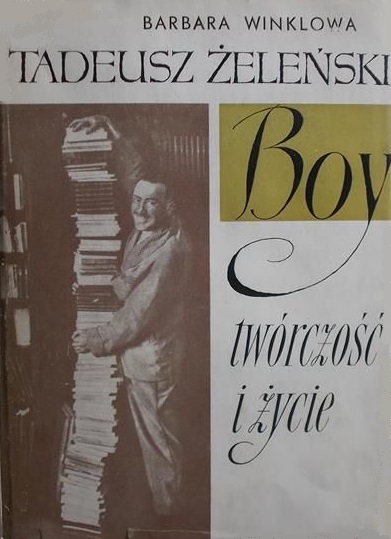 BARBARA WINKLOWA
TADEUSZ ŻELEŃSKI
Boy
twórczość
i życie